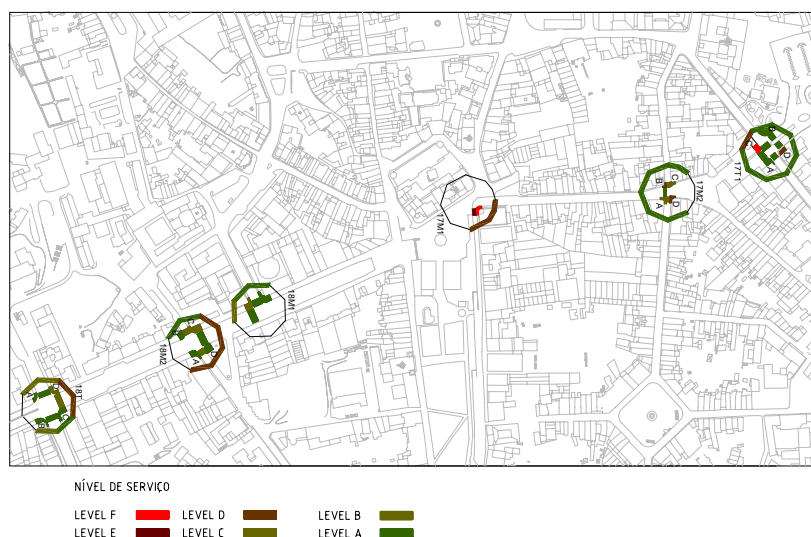 17T1
C
B
D
A
17M2
C
B
A
D
17M1
18M1
18M2
C
B
D
A
18T
D
A
C
B
NÍVEL DE SERVIÇO
LEVEL F LEVEL D LEVEL B
LEVEL E LEVEL C LEVEL A